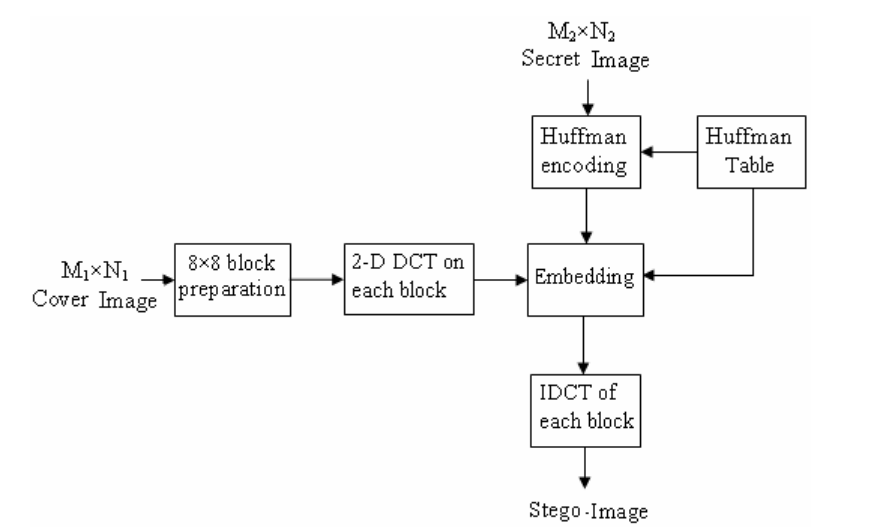 M₂×N₂
Secret Image
Huffman
encoding
Huffman
Table
M₁×N₁
Cover Image
8×8 block
preparation
2-D DCT on
each block
Embedding
IDCT of
each block
Stego-Image